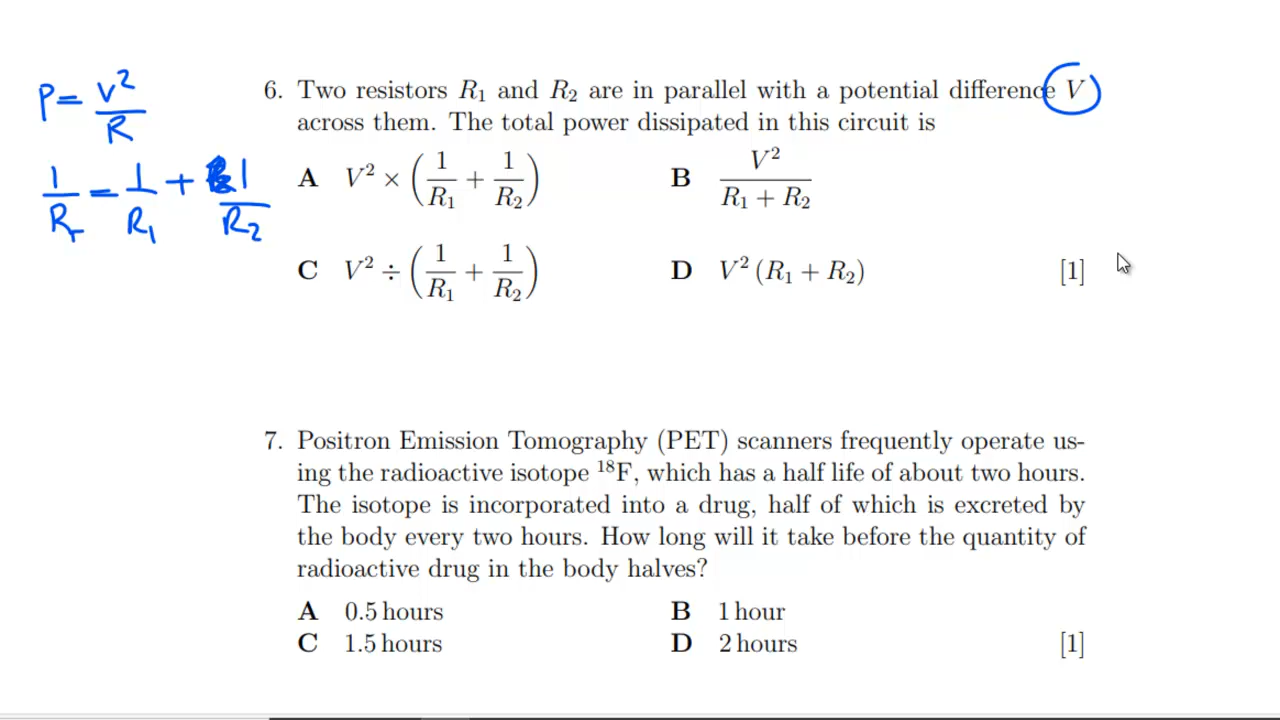 P = V²/R
1/R_T = 1/R₁ + 1/R₂
6. Two resistors R₁ and R₂ are in parallel with a potential difference V
across them. The total power dissipated in this circuit is
A V² × (1/R₁ + 1/R₂) B V²/(R₁ + R₂)
C V² ÷ (1/R₁ + 1/R₂) D V² (R₁ + R₂) [1]
7. Positron Emission Tomography (PET) scanners frequently operate us-
ing the radioactive isotope ¹⁸F, which has a half life of about two hours.
The isotope is incorporated into a drug, half of which is excreted by
the body every two hours. How long will it take before the quantity of
radioactive drug in the body halves?
A 0.5 hours B 1 hour
C 1.5 hours D 2 hours [1]